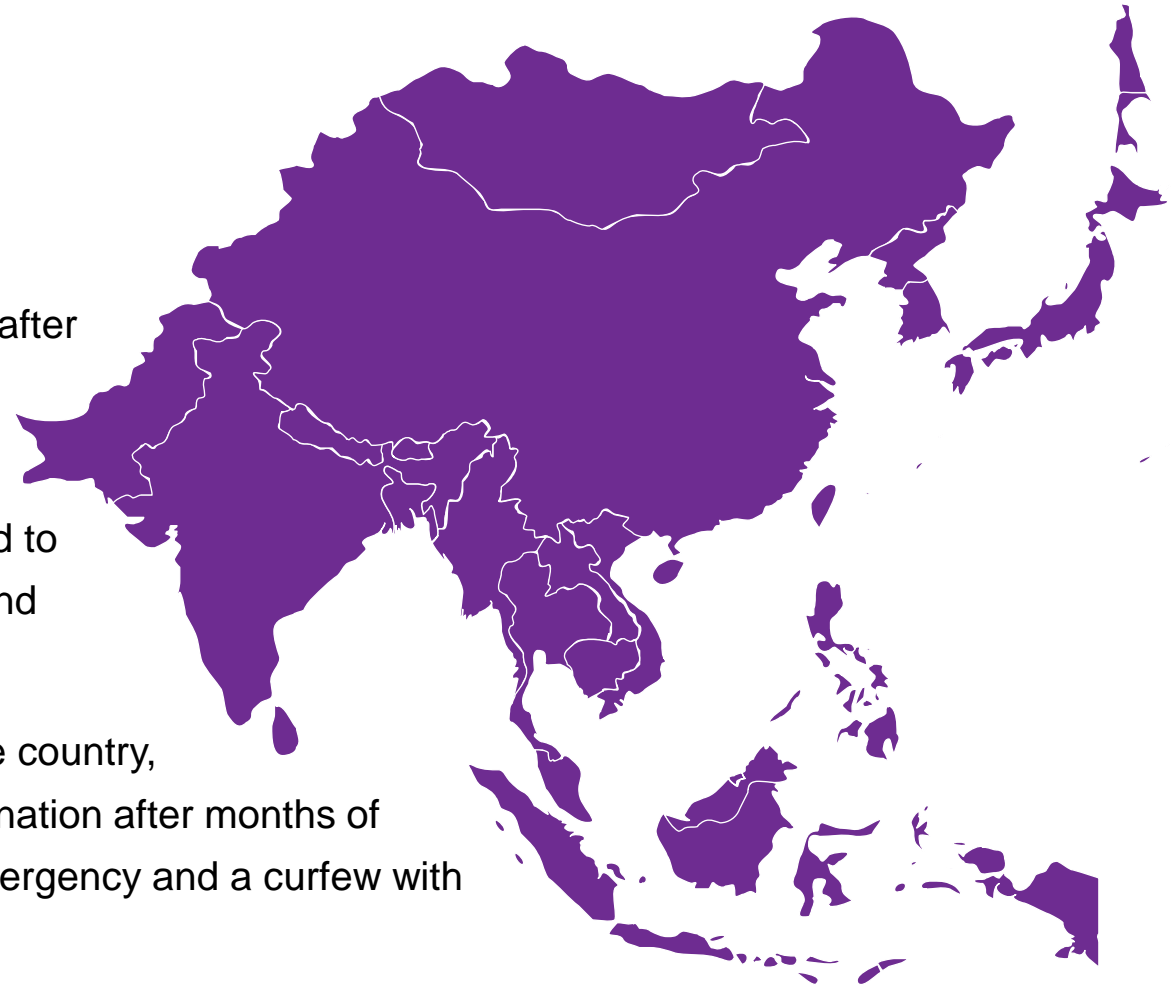 after
d to
nd
e country,
nation after months of
ergency and a curfew with